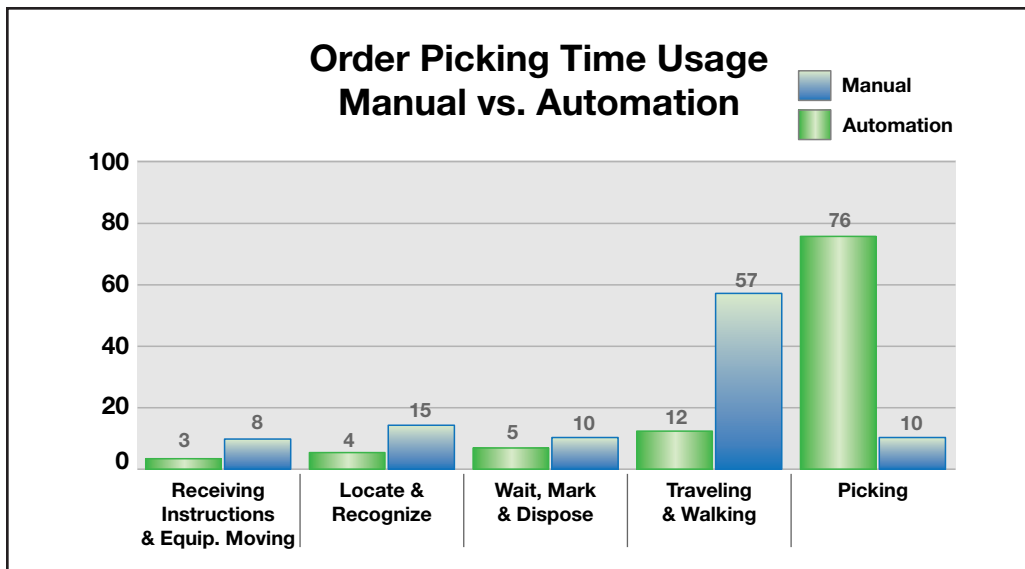 Order Picking Time Usage
Manual vs. Automation
Manual
Automation
100
80
60
40
20
0
3
8
4
15
5
10
12
57
76
10
Receiving
Instructions
& Equip. Moving
Locate &
Recognize
Wait, Mark
& Dispose
Traveling
& Walking
Picking